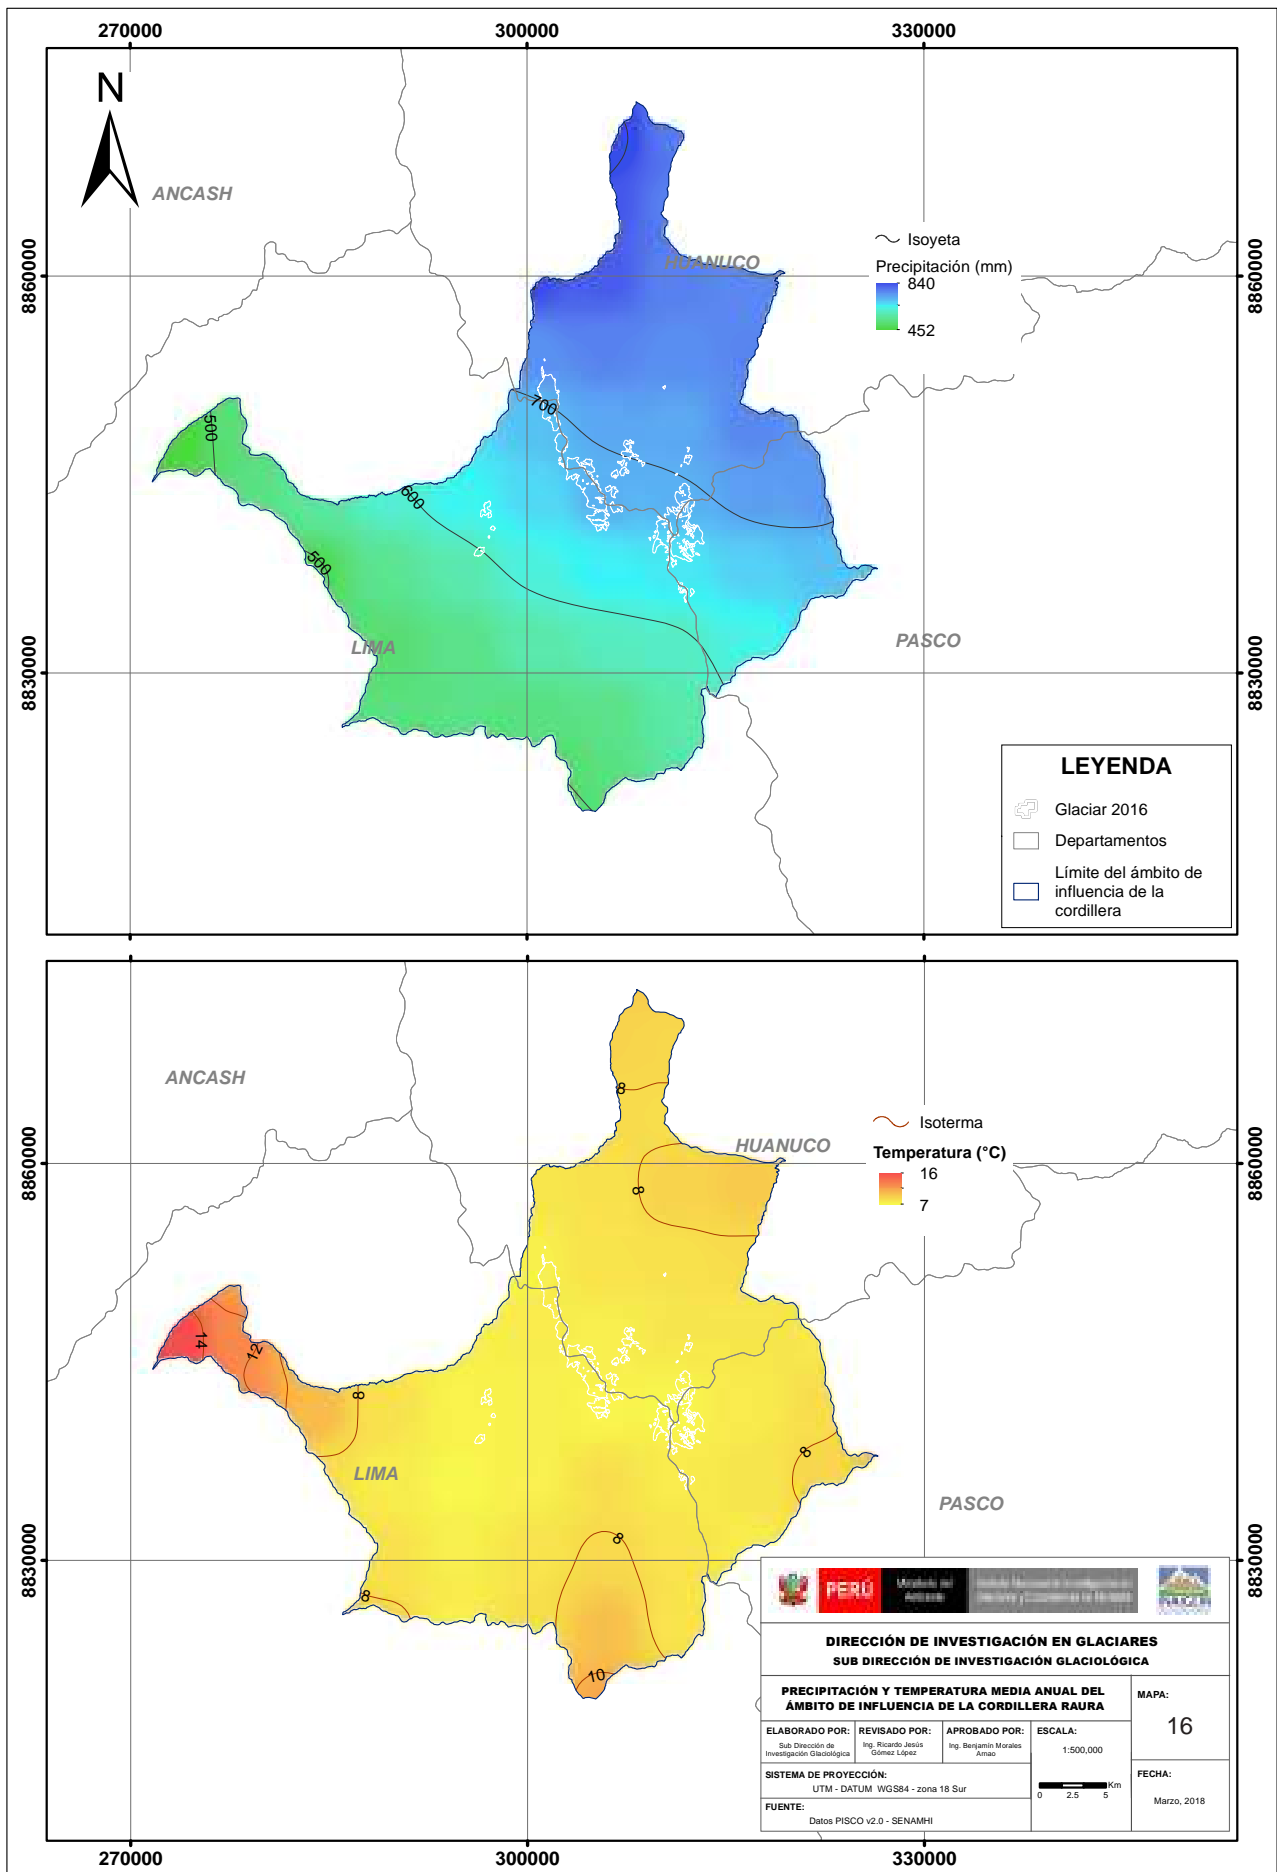 270000
300000
330000
N
ANCASH
HUANUCO
Isoyeta
Precipitación (mm)
840
452
8860000
8860000
700
500
600
500
LIMA
PASCO
8830000
8830000
LEYENDA
Glaciar 2016
Departamentos
Límite del ámbito de
influencia de la
cordillera
ANCASH
8
HUANUCO
Isoterma
Temperatura (°C)
16
7
8860000
8860000
8
14
12
8
LIMA
8
PASCO
8
8
10
8830000
8830000
PERÚ
DIRECCIÓN DE INVESTIGACIÓN EN GLACIARES
SUB DIRECCIÓN DE INVESTIGACIÓN GLACIOLÓGICA
PRECIPITACIÓN Y TEMPERATURA MEDIA ANUAL DEL
ÁMBITO DE INFLUENCIA DE LA CORDILLERA RAURA
MAPA:
16
ELABORADO POR:
Sub Dirección de
Investigación Glaciológica
REVISADO POR:
Ing. Ricardo Jesús
Gómez López
APROBADO POR:
Ing. Benjamín Morales
Arnao
ESCALA:
1:500,000
Km
0 2.5 5
SISTEMA DE PROYECCIÓN:
UTM - DATUM WGS84 - zona 18 Sur
FECHA:
Marzo, 2018
FUENTE:
Datos PISCO v2.0 - SENAMHI
270000
300000
330000